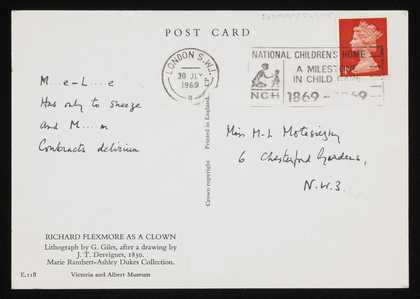 POST CARD
LONDON S.W.1.
30 JLY
1969
NATIONAL CHILDREN'S HOME
A MILESTONE
IN CHILD CARE
NCH 1869 - 1969
M...e - L....e
Has only to sneeze
And M....m
Contracts delirium
Miss M-L
6 Chesterford Gardens,
N.W.3.
Crown copyright
Printed in England
RICHARD FLEXMORE AS A CLOWN
Lithograph by G. Giles, after a drawing by
J. T. Desvignes, 1850.
Marie Rambert-Ashley Dukes Collection.
E.118 Victoria and Albert Museum